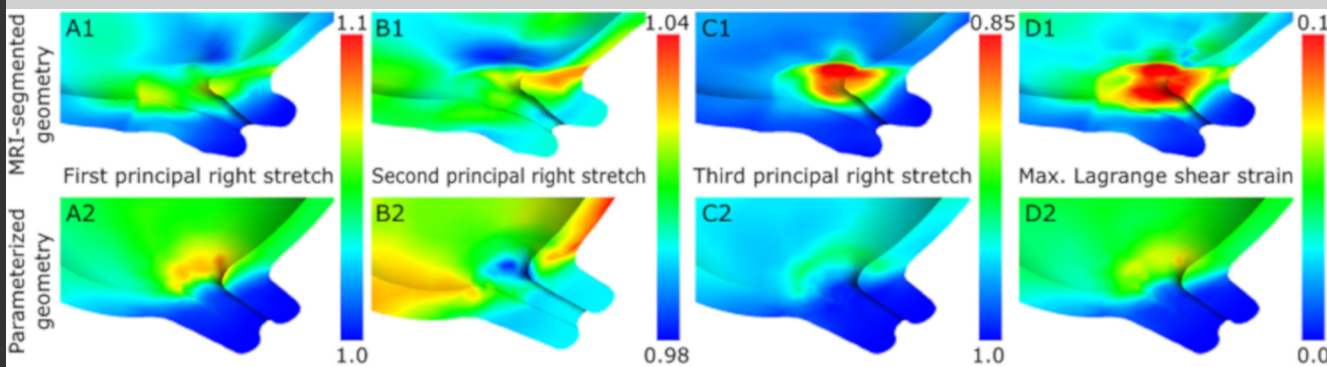 MRI-segmented
geometry
A1
1.1
B1
1.04
C1
0.85
D1
0.1
First principal right stretch
Second principal right stretch
Third principal right stretch
Max. Lagrange shear strain
Parameterized
geometry
A2
1.0
B2
0.98
C2
1.0
D2
0.0